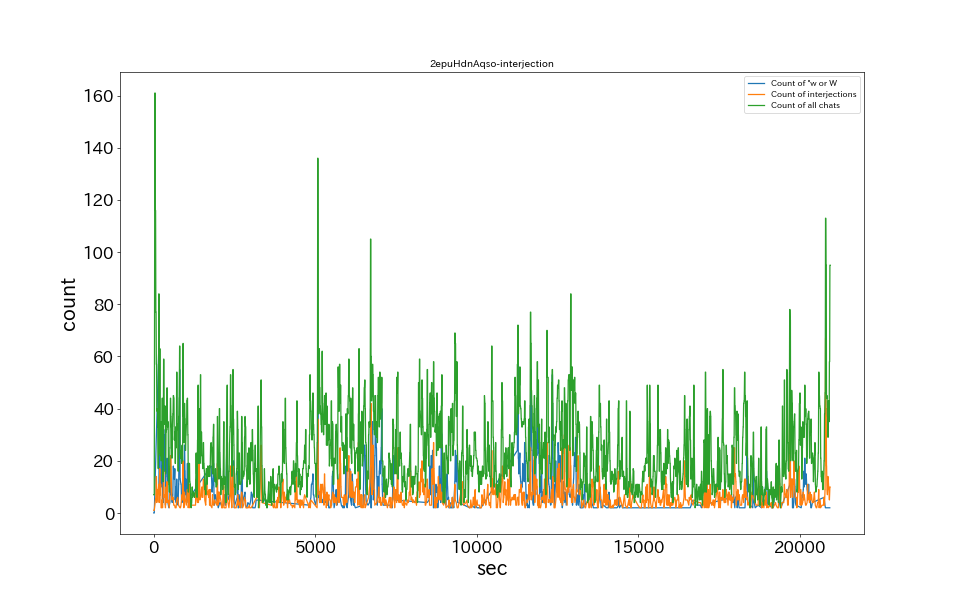 2epuHdnAqso-interjection
Count of "w or W
Count of interjections
Count of all chats
160
140
120
100
80
60
40
20
0
count
0 5000 10000 15000 20000
sec